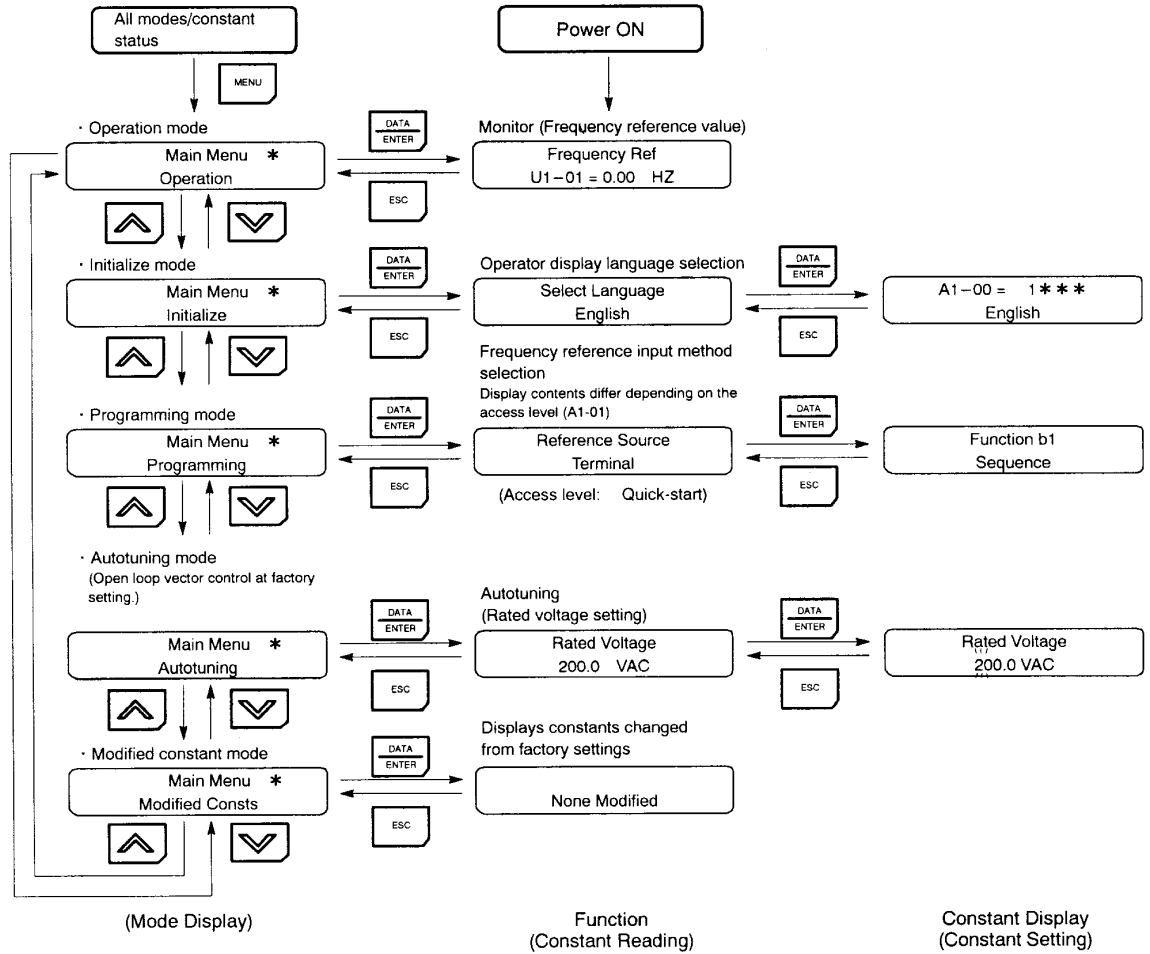 All modes/constant
status
Power ON
MENU
· Operation mode
DATA
ENTER
Monitor (Frequency reference value)
Main Menu *
Operation
Frequency Ref
U1-01 = 0.00 HZ
ESC
· Initialize mode
DATA
ENTER
Operator display language selection
DATA
ENTER
Main Menu *
Initialize
Select Language
English
A1-00 = 1***
English
ESC
ESC
Frequency reference input method
selection
Display contents differ depending on the
access level (A1-01)
· Programming mode
DATA
ENTER
DATA
ENTER
Main Menu *
Programming
Reference Source
Terminal
Function b1
Sequence
ESC
(Access level: Quick-start)
ESC
· Autotuning mode
(Open loop vector control at factory
setting.)
Autotuning
(Rated voltage setting)
DATA
ENTER
DATA
ENTER
Main Menu *
Autotuning
Rated Voltage
200.0 VAC
Rated Voltage
200.0 VAC
ESC
ESC
Displays constants changed
from factory settings
· Modified constant mode
DATA
ENTER
Main Menu *
Modified Consts
None Modified
ESC
(Mode Display)
Function
(Constant Reading)
Constant Display
(Constant Setting)